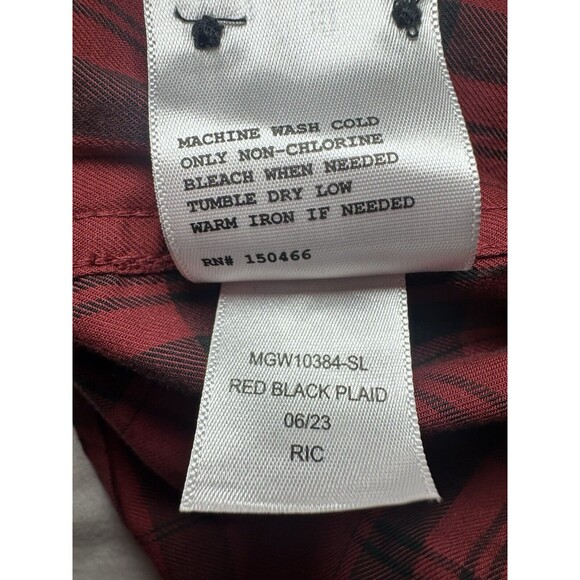 MACHINE WASH COLD
ONLY NON-CHLORINE
BLEACH WHEN NEEDED
TUMBLE DRY LOW
WARM IRON IF NEEDED
RN# 150466
MGW10384-SL
RED BLACK PLAID
06/23
RIC